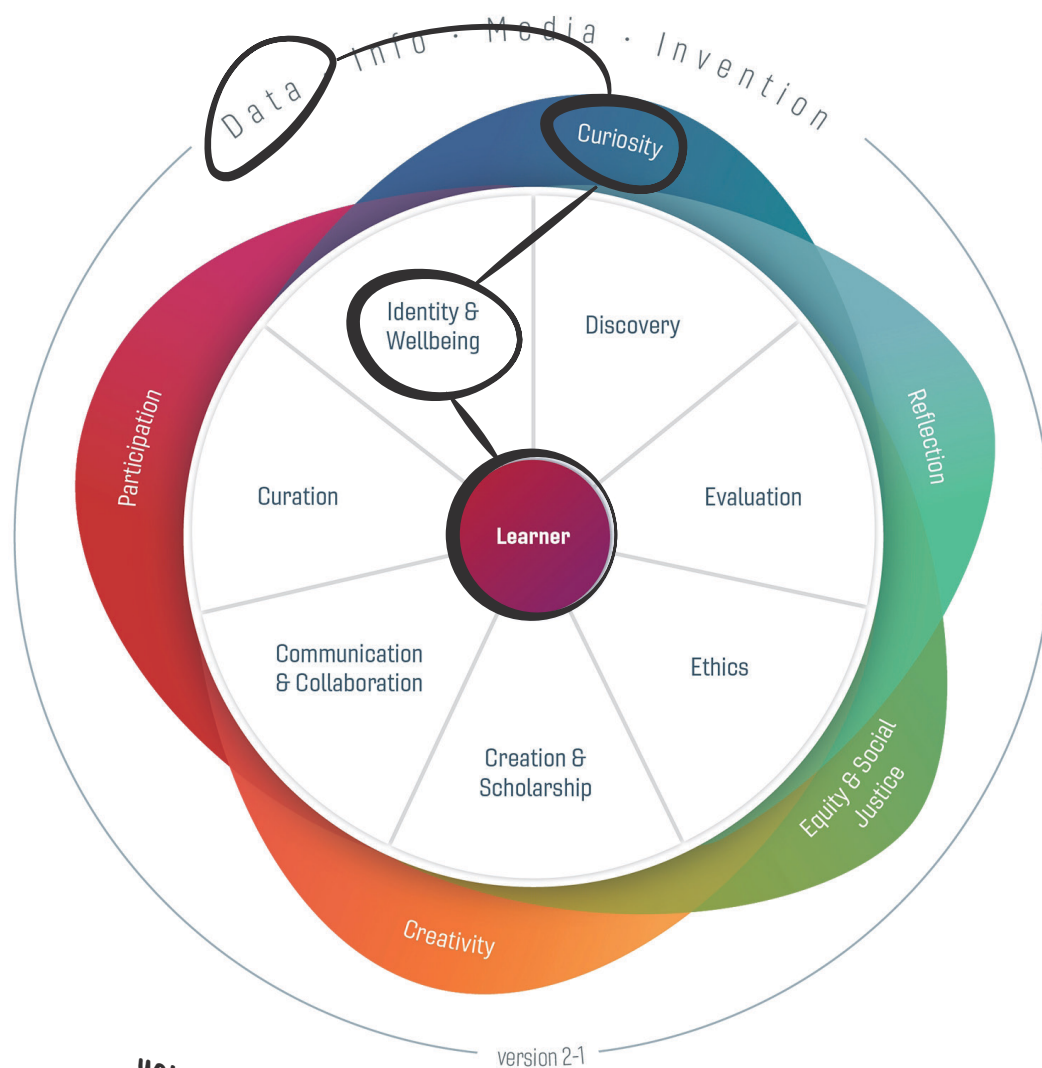 Data · Info · Media · Invention
Curiosity
Identity &
Wellbeing
Discovery
Participation
Reflection
Curation
Evaluation
Learner
Communication
& Collaboration
Ethics
Creation &
Scholarship
Equity & Social
Justice
Creativity
version 2-1